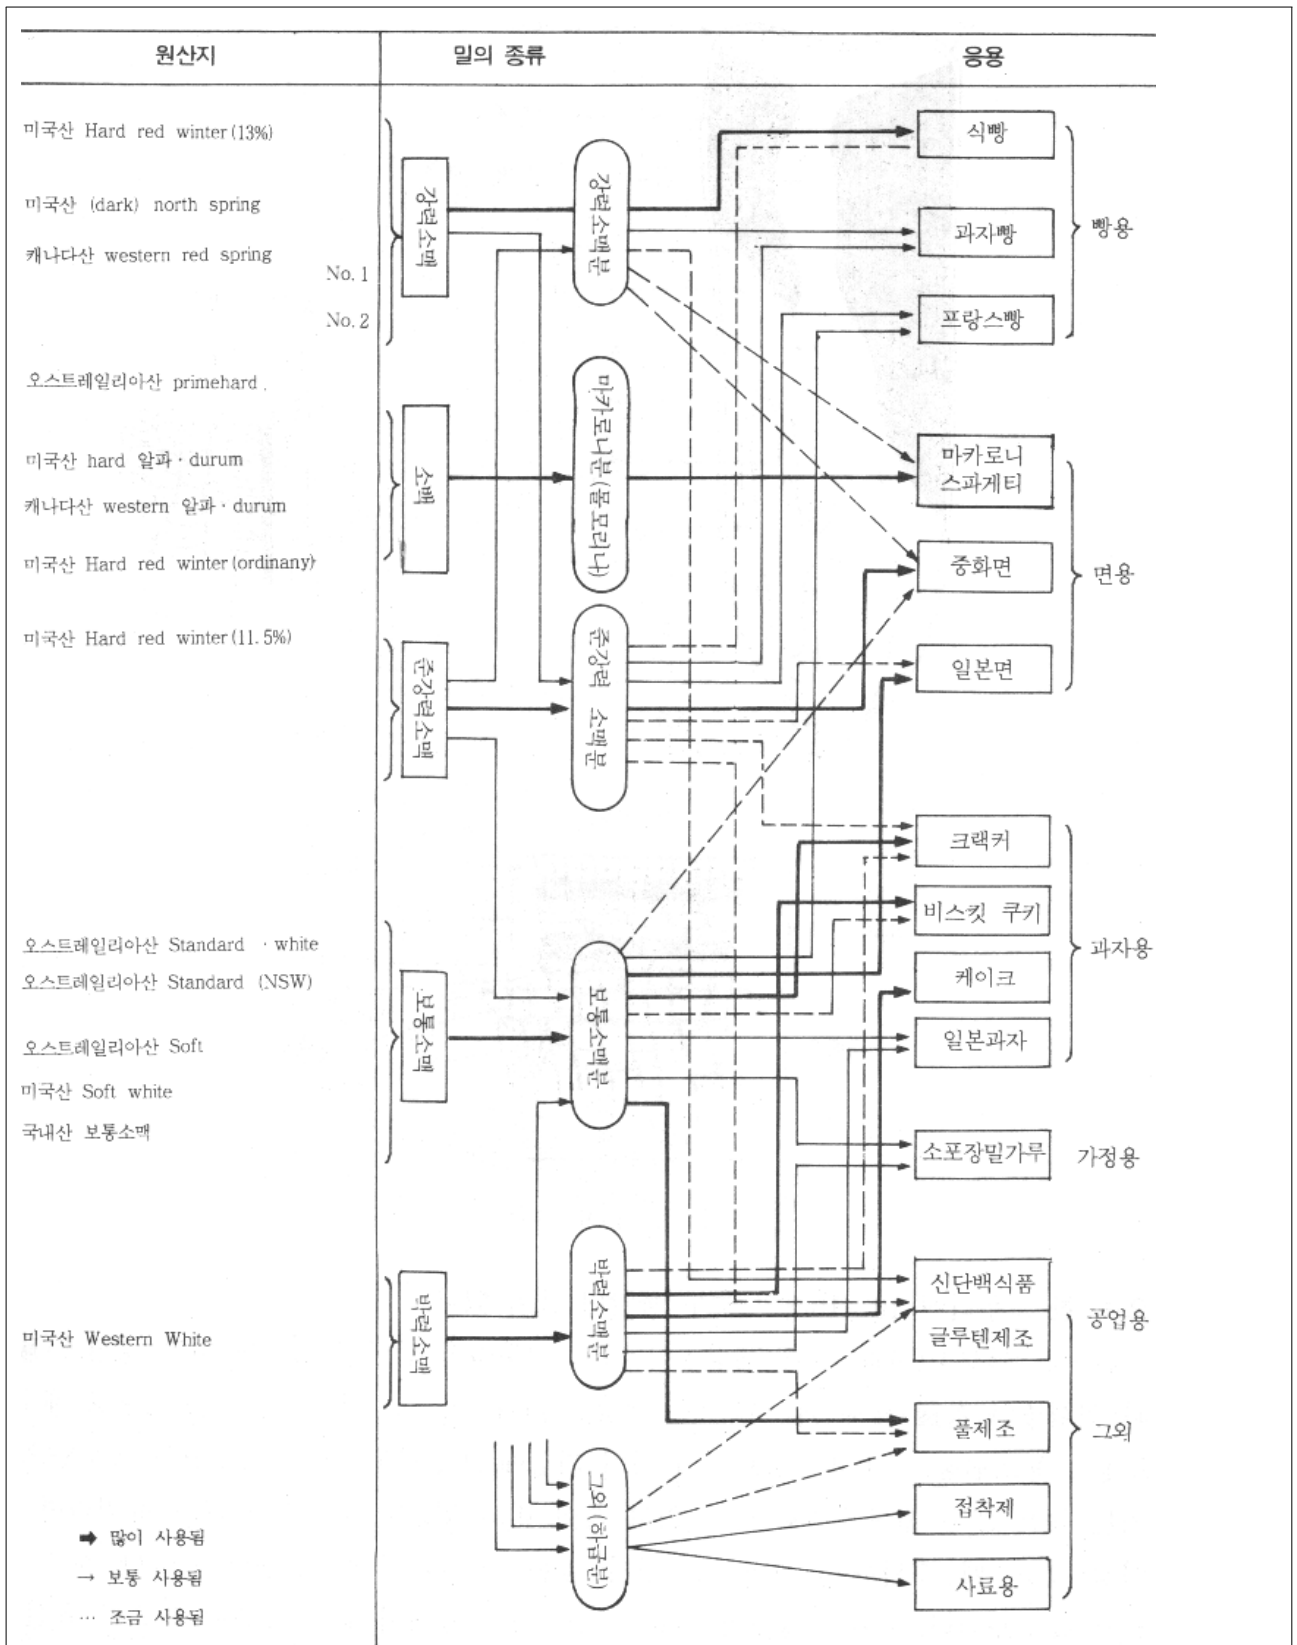 원산지
밀의 종류
응용
미국산 Hard red winter(13%)
미국산 (dark) north spring
캐나다산 western red spring
No. 1
No. 2
오스트레일리아산 primehard.
미국산 hard 알파·durum
캐나다산 western 알파·durum
미국산 Hard red winter(ordinany)
미국산 Hard red winter(11.5%)
오스트레일리아산 Standard · white
오스트레일리아산 Standard (NSW)
오스트레일리아산 Soft
미국산 Soft white
국내산 보통소맥
미국산 Western White
강력소맥
소맥
준강력소맥
보통소맥
박력소맥
강력소맥분
마카로니분(몰모리나)
준강력 소맥분
보통소맥분
박력소맥분
그외(하급분)
식빵
과자빵
프랑스빵
빵용
마카로니
스파게티
중화면
일본면
면용
크랙커
비스킷 쿠키
케이크
일본과자
과자용
소포장밀가루
가정용
신단백식품
글루텐제조
공업용
풀제조
접착제
사료용
그외
➡ 많이 사용됨
→ 보통 사용됨
… 조금 사용됨